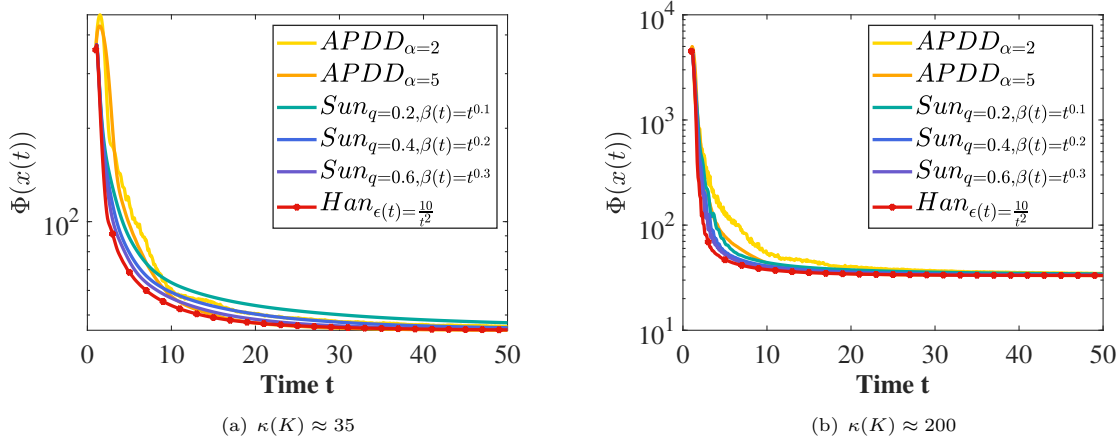 Φ(x(t))
10^2
0
10
20
30
40
50
Time t
APDD_{α=2}
APDD_{α=5}
Sun_{q=0.2,β(t)=t^{0.1}}
Sun_{q=0.4,β(t)=t^{0.2}}
Sun_{q=0.6,β(t)=t^{0.3}}
Han_{ϵ(t)=\frac{10}{t^2}}
(a) κ(K) ≈ 35
Φ(x(t))
10^4
10^3
10^2
10^1
0
10
20
30
40
50
Time t
APDD_{α=2}
APDD_{α=5}
Sun_{q=0.2,β(t)=t^{0.1}}
Sun_{q=0.4,β(t)=t^{0.2}}
Sun_{q=0.6,β(t)=t^{0.3}}
Han_{ϵ(t)=\frac{10}{t^2}}
(b) κ(K) ≈ 200